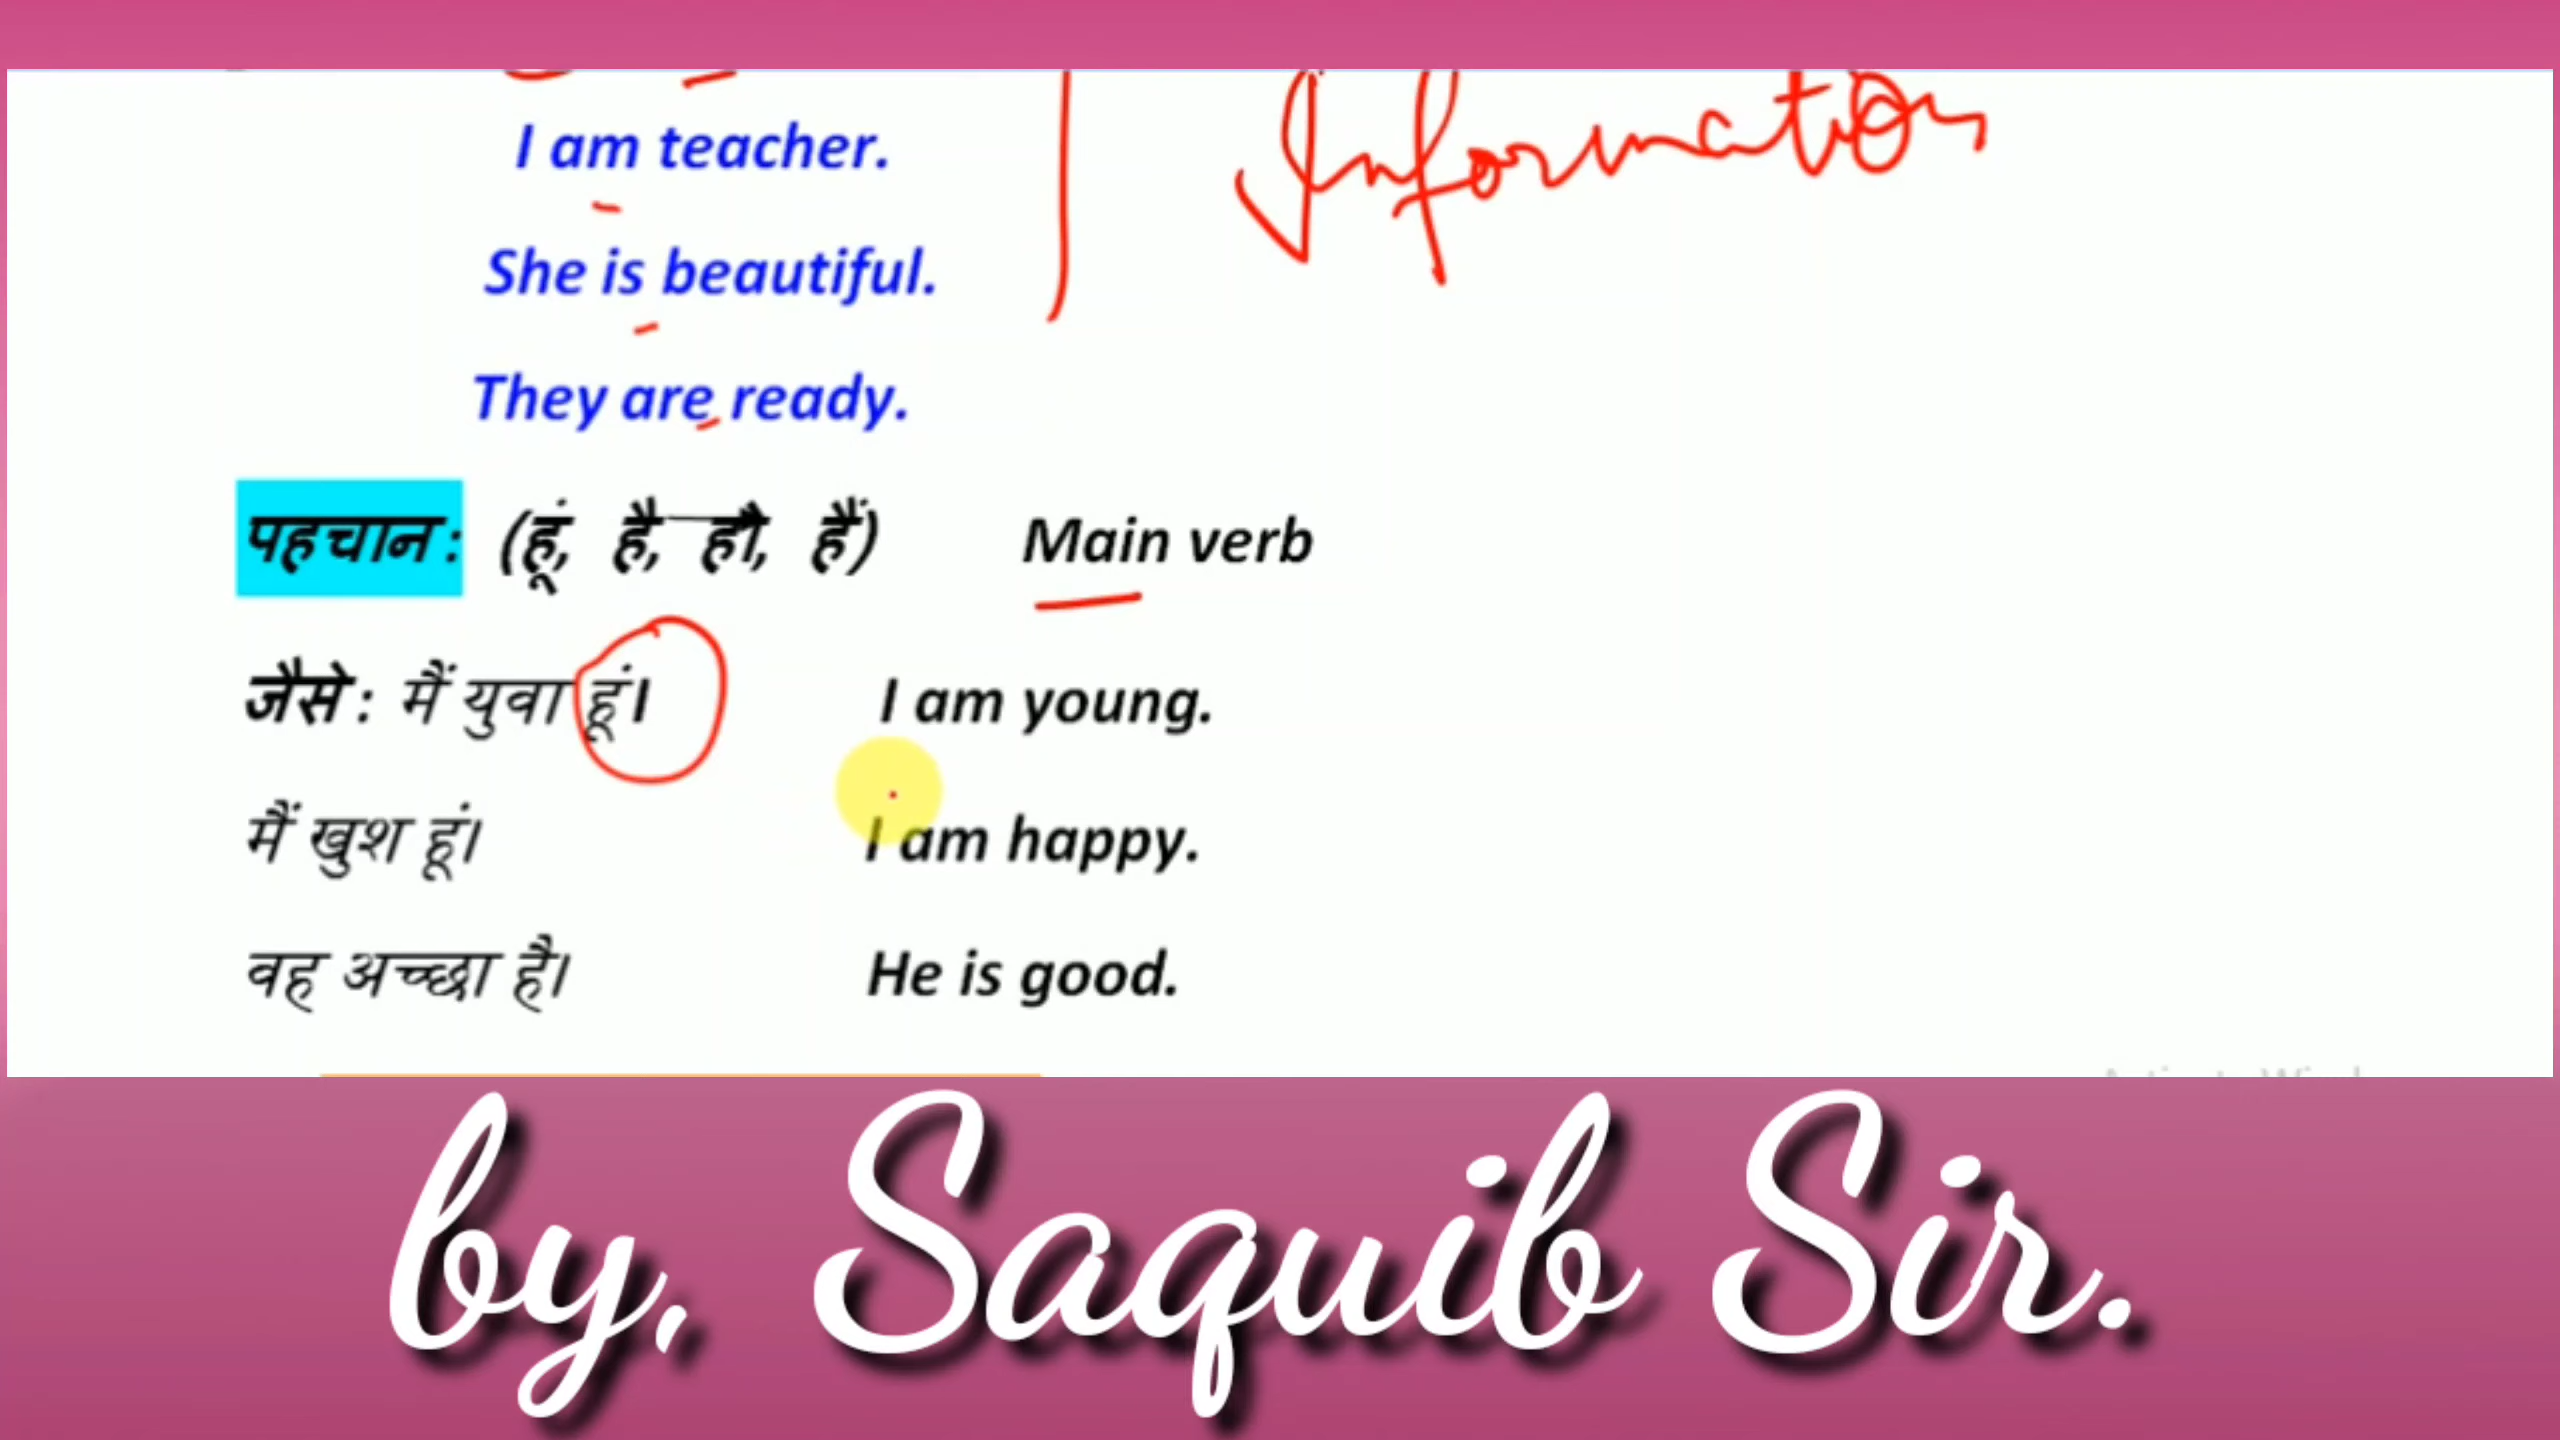 Information
I am teacher.
She is beautiful.
They are ready.
पहचान : (हूं, है, हौ, हैं) Main verb
जैसे : मैं युवा हूं। I am young.
मैं खुश हूं। I am happy.
वह अच्छा है। He is good.
by, Saquib Sir.